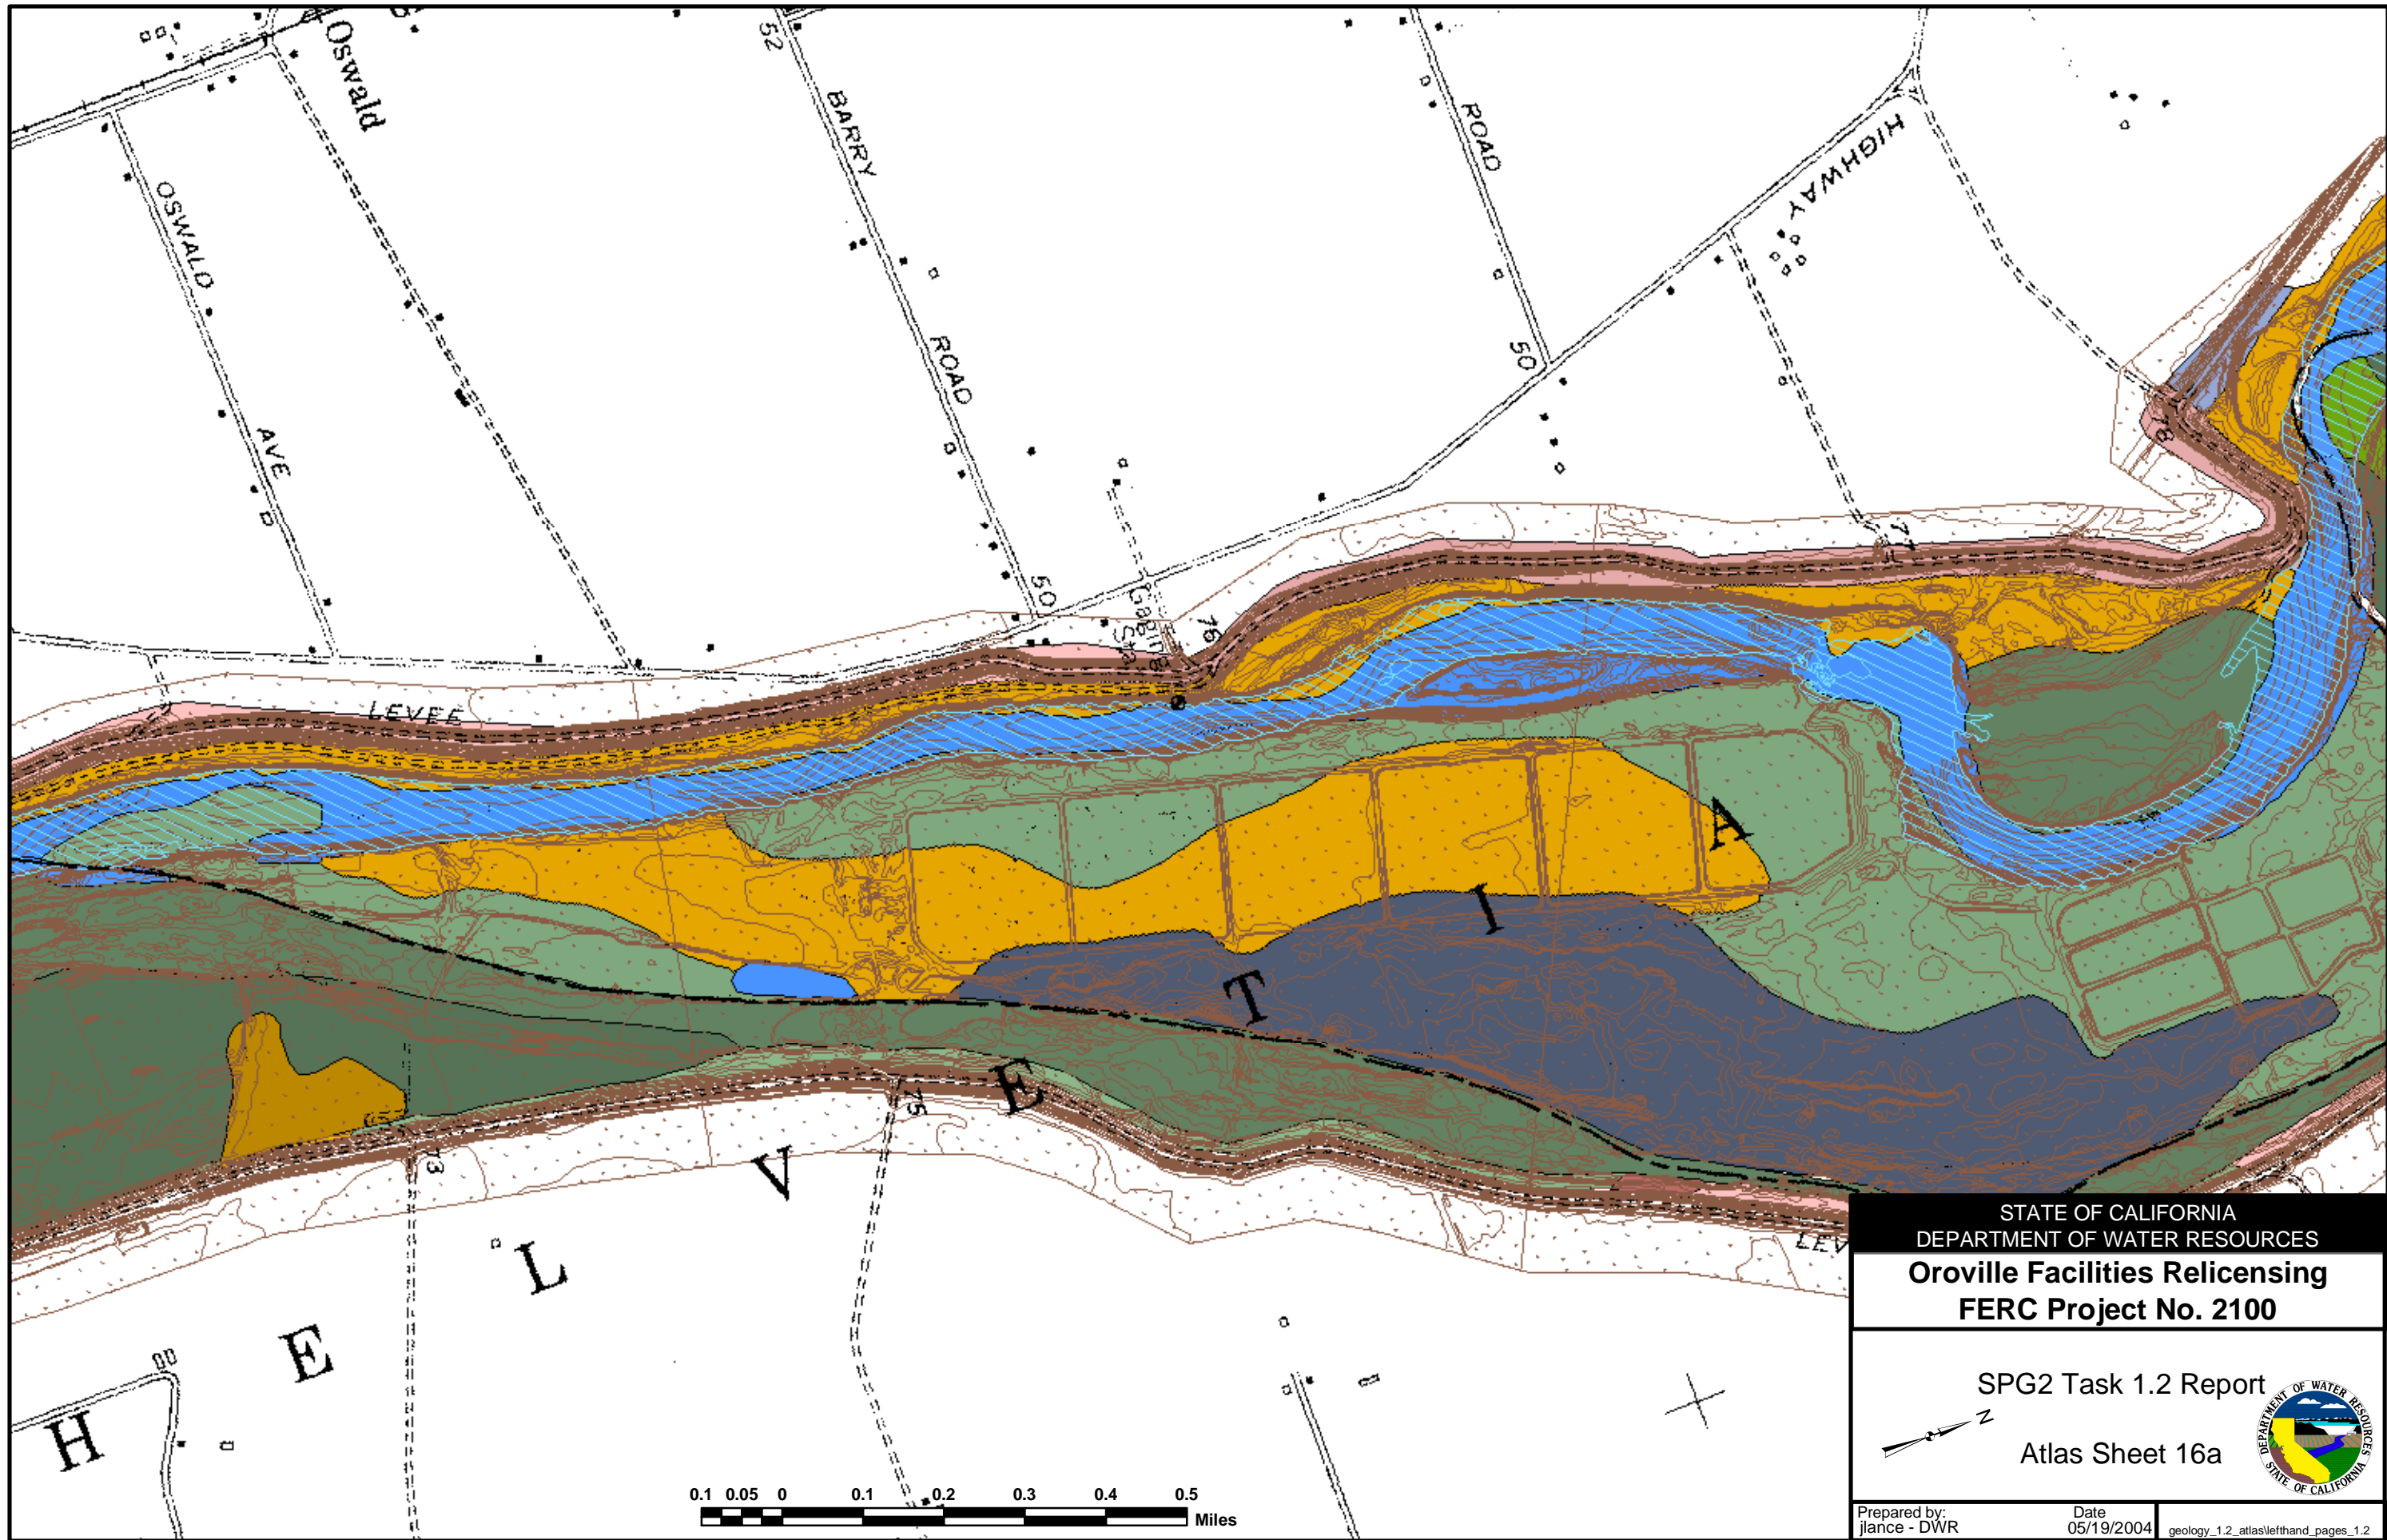 Oswald
52
BARRY
ROAD
ROAD
HIGHWAY
OSWALD
AVE
50
50
Gaging
Sta
76
77
78
LEVEE
A
I
T
E
V
L
E
H
75
73
LEV
0.1 0.05 0 0.1 0.2 0.3 0.4 0.5
Miles
STATE OF CALIFORNIA
DEPARTMENT OF WATER RESOURCES
Oroville Facilities Relicensing
FERC Project No. 2100
SPG2 Task 1.2 Report
N
Atlas Sheet 16a
DEPARTMENT OF WATER RESOURCES
STATE OF CALIFORNIA
Prepared by:
jlance - DWR
Date
05/19/2004
geology_1.2_atlas\lefthand_pages_1.2